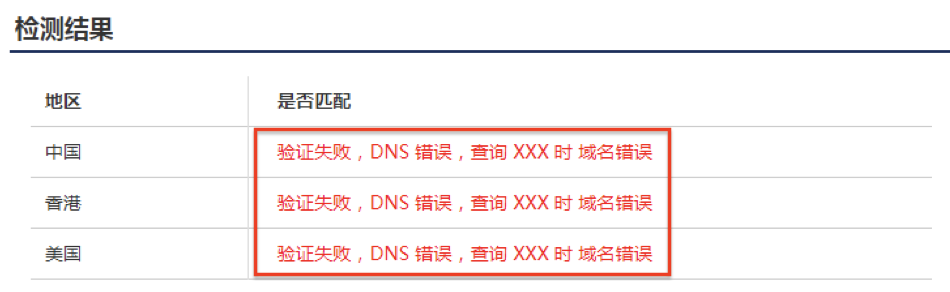 检测结果
地区 是否匹配
中国 验证失败，DNS 错误，查询 XXX 时 域名错误
香港 验证失败，DNS 错误，查询 XXX 时 域名错误
美国 验证失败，DNS 错误，查询 XXX 时 域名错误